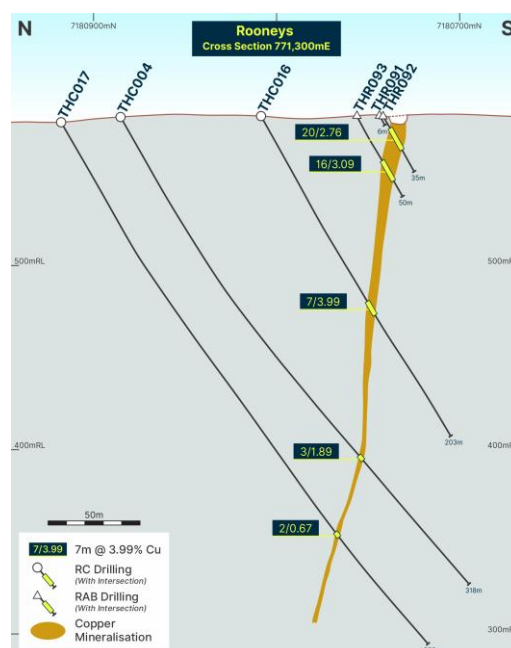 N
7180900mN
Rooneys
Cross Section 771,300mE
7180700mN
S
THC017
THC004
THC016
THR093
THR091
THR092
20/2.76
6m
16/3.09
35m
50m
500mRL
500mRL
7/3.99
400mRL
400mRL
203m
3/1.89
50m
2/0.67
7/3.99 7m @ 3.99% Cu
RC Drilling
(With Intersection)
RAB Drilling
(With Intersection)
Copper
Mineralisation
318m
300mRL